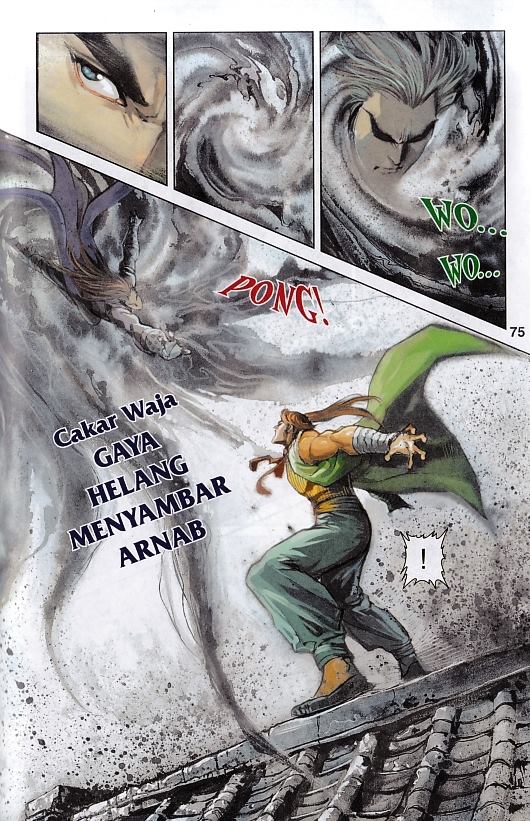 WO...
WO...
PONG!
75
Cakar Waja
GAYA
HELANG
MENYAMBAR
ARNAB
!